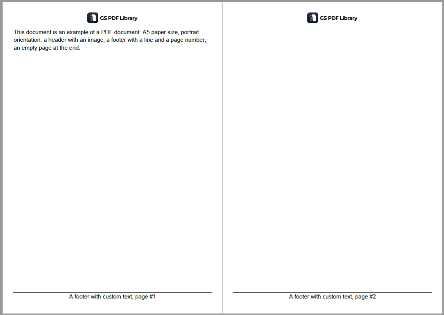 GS PDF Library
This document is an example of a PDF document: A5 paper size, portrait
orientation, a header with an image, a footer with a line and a page number,
an empty page at the end.
A footer with custom text, page #1
GS PDF Library
A footer with custom text, page #2